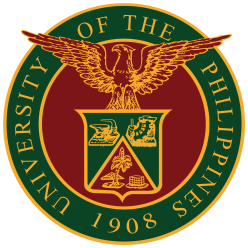 UNIVERSITY OF THE PHILIPPINES
1908